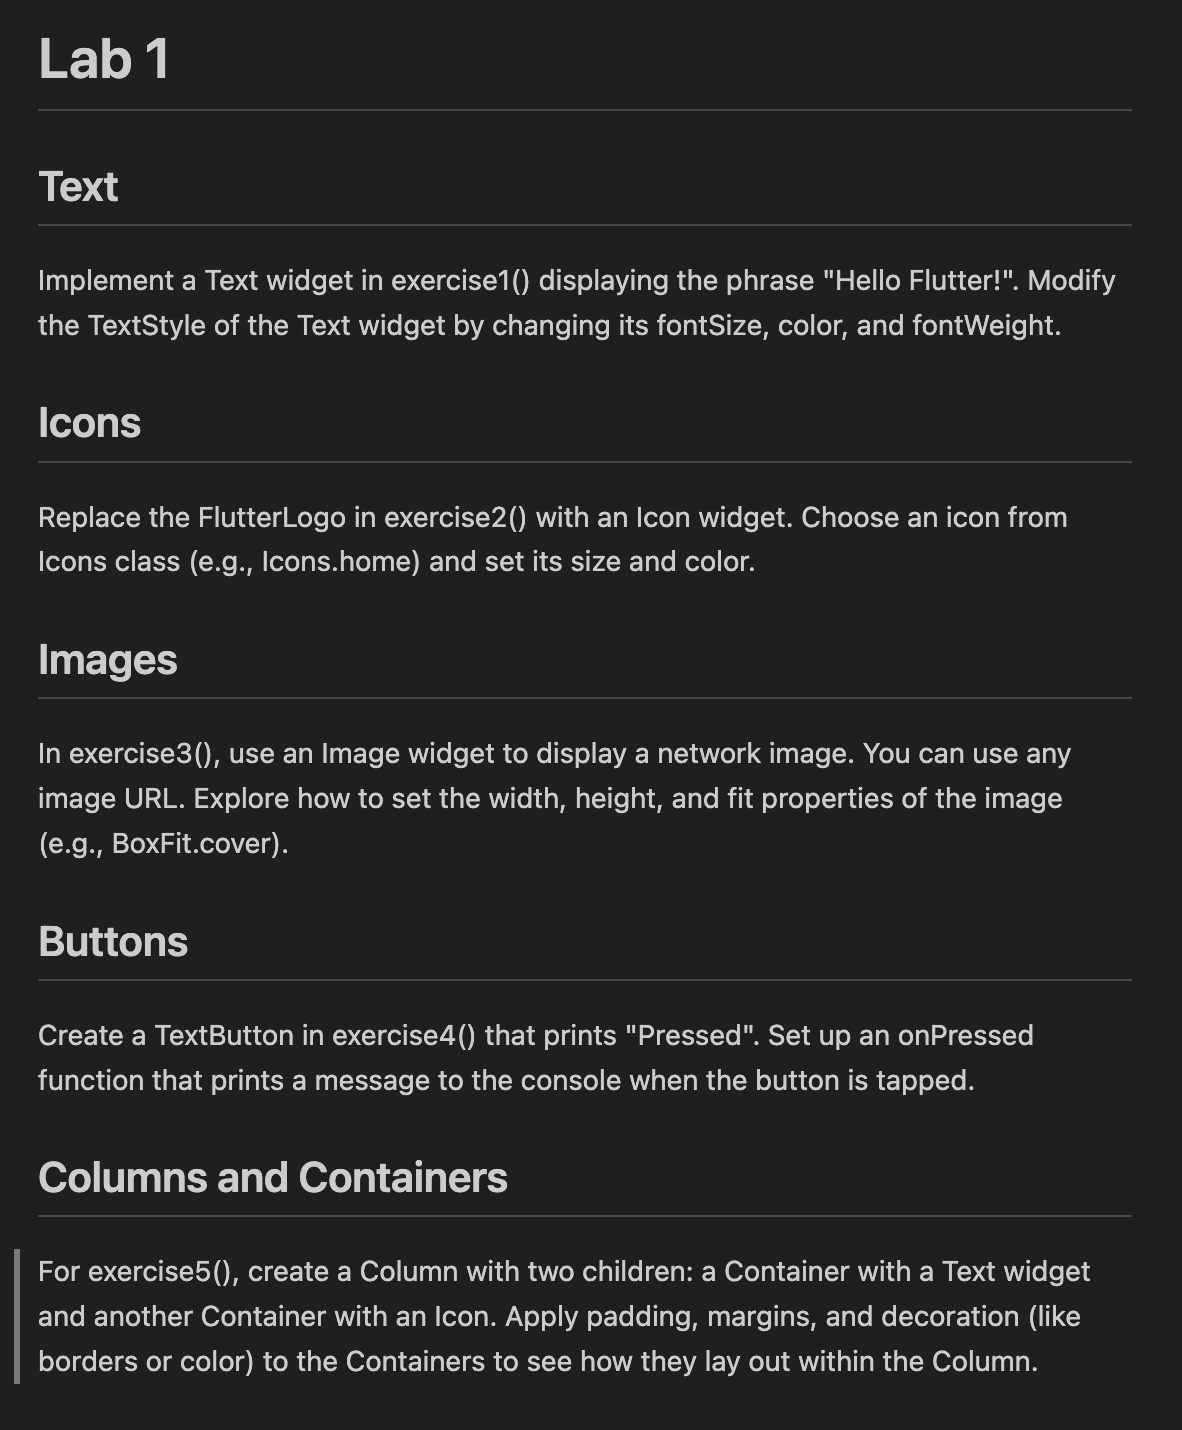 Lab 1
Text
Implement a Text widget in exercise1() displaying the phrase "Hello Flutter!". Modify
the TextStyle of the Text widget by changing its fontSize, color, and fontWeight.
Icons
Replace the FlutterLogo in exercise2() with an Icon widget. Choose an icon from
Icons class (e.g., Icons.home) and set its size and color.
Images
In exercise3(), use an Image widget to display a network image. You can use any
image URL. Explore how to set the width, height, and fit properties of the image
(e.g., BoxFit.cover).
Buttons
Create a TextButton in exercise4() that prints "Pressed". Set up an onPressed
function that prints a message to the console when the button is tapped.
Columns and Containers
For exercise5(), create a Column with two children: a Container with a Text widget
and another Container with an Icon. Apply padding, margins, and decoration (like
borders or color) to the Containers to see how they lay out within the Column.